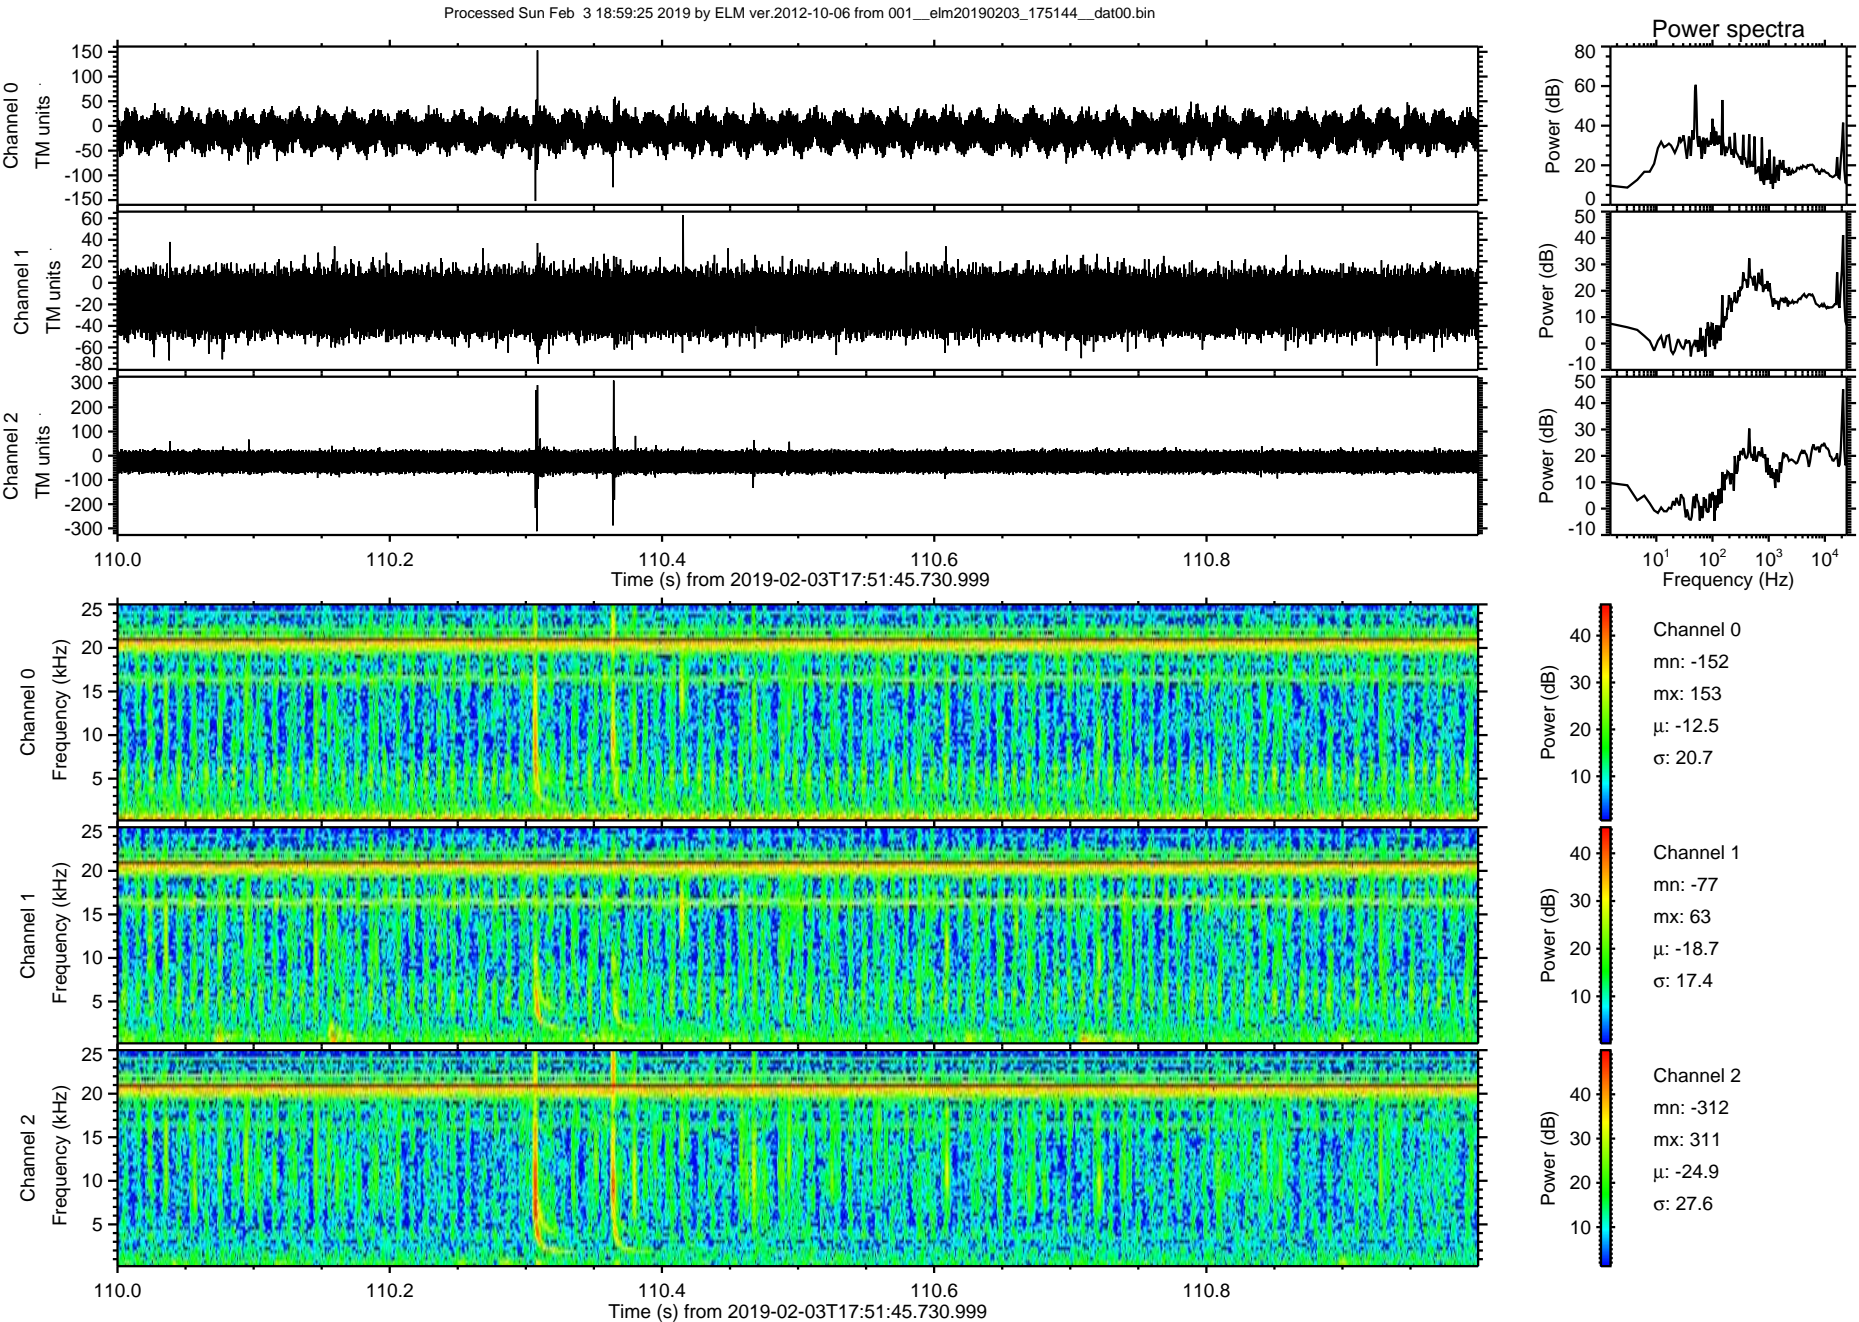 Processed Sun Feb  3 18:59:25 2019 by ELM ver.2012-10-06 from 001__elm20190203_175144__dat00.bin
Power spectra
Channel 0
TM units
150
100
50
0
-50
-100
-150
Power (dB)
80
60
40
20
0
Channel 1
TM units
60
40
20
0
-20
-40
-60
-80
Power (dB)
50
40
30
20
10
0
-10
Channel 2
TM units
300
200
100
0
-100
-200
-300
Power (dB)
50
40
30
20
10
0
-10
110.0 110.2 110.4 110.6 110.8
Time (s) from 2019-02-03T17:51:45.730.999
10^1 10^2 10^3 10^4
Frequency (Hz)
Channel 0
Frequency (kHz)
25
20
15
10
5
Power (dB)
40
30
20
10
Channel 0
mn: -152
mx: 153
μ: -12.5
σ: 20.7
Channel 1
Frequency (kHz)
25
20
15
10
5
Power (dB)
40
30
20
10
Channel 1
mn: -77
mx: 63
μ: -18.7
σ: 17.4
Channel 2
Frequency (kHz)
25
20
15
10
5
Power (dB)
40
30
20
10
Channel 2
mn: -312
mx: 311
μ: -24.9
σ: 27.6
110.0 110.2 110.4 110.6 110.8
Time (s) from 2019-02-03T17:51:45.730.999